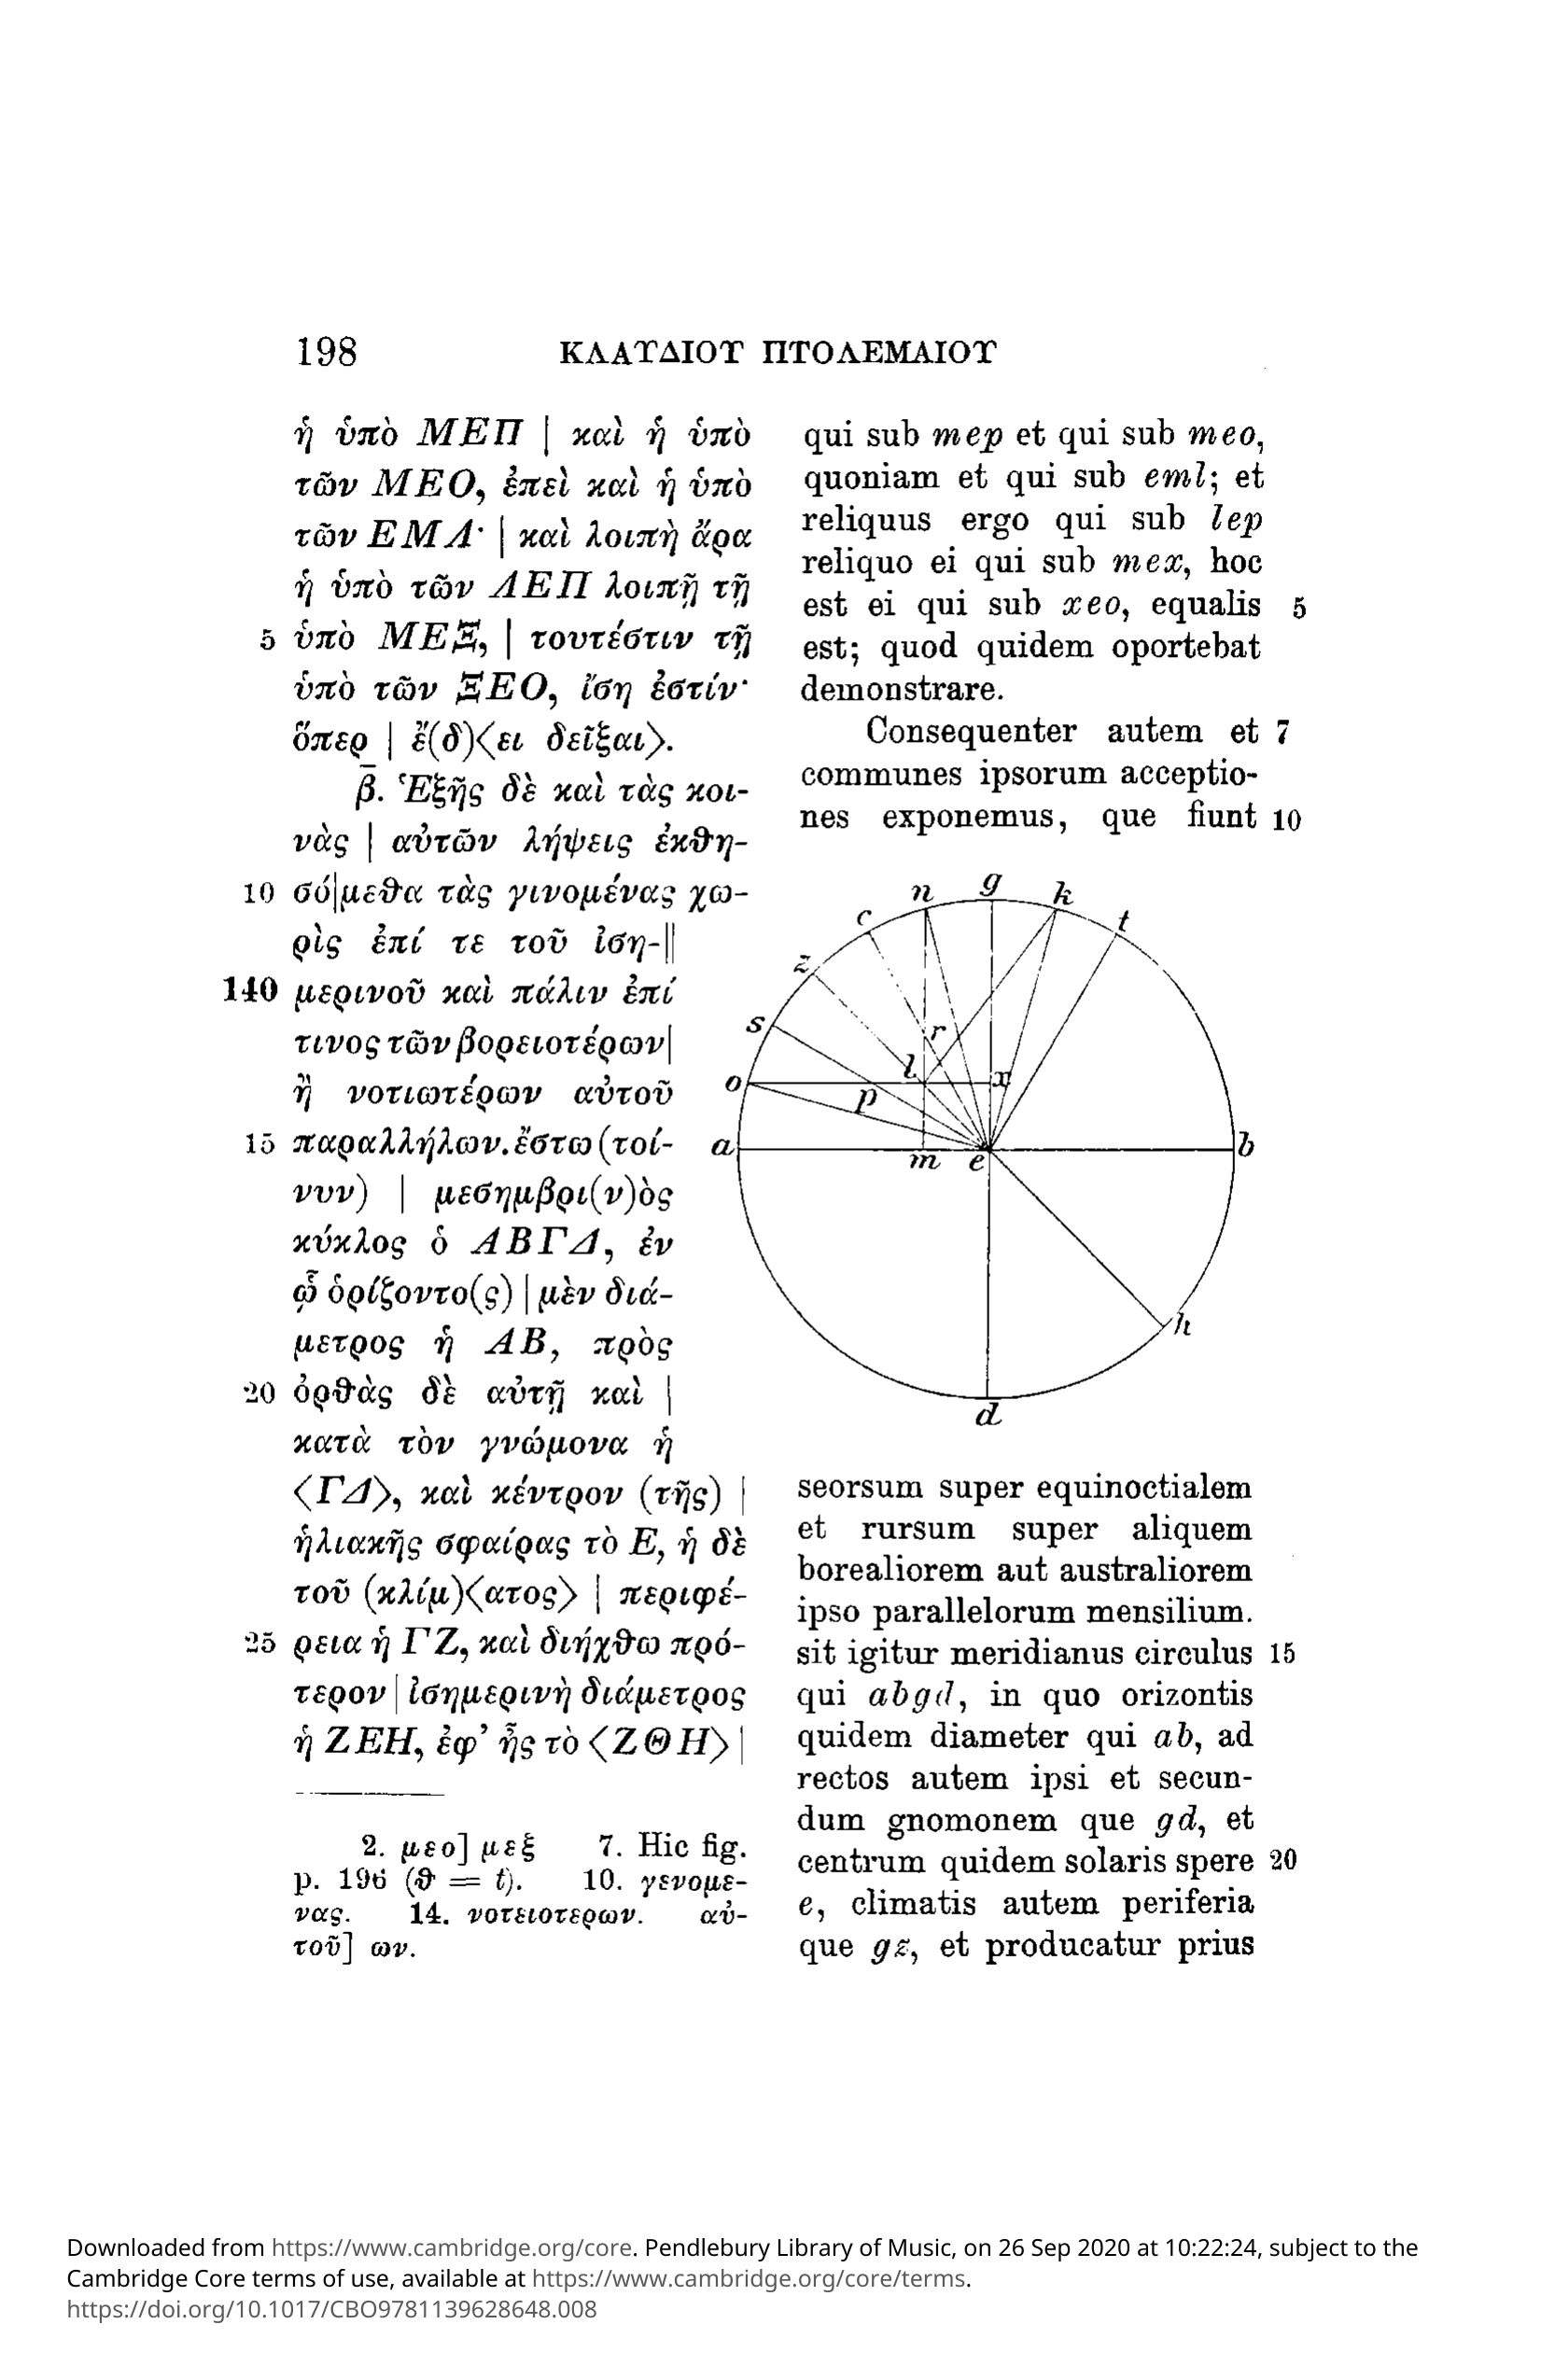 198
ΚΛΑΥΔΙΟΥ ΠΤΟΛΕΜΑΙΟΥ
ἡ ὑπὸ ΜΕΠ | καὶ ἡ ὑπὸ
τῶν ΜΕΟ, ἐπεὶ καὶ ἡ ὑπὸ
τῶν ΕΜΛ· | καὶ λοιπὴ ἄρα
ἡ ὑπὸ τῶν ΛΕΠ λοιπῇ τῇ
5 ὑπὸ ΜΕΞ, | τουτέστιν τῇ
ὑπὸ τῶν ΞΕΟ, ἴση ἐστίν·
ὅπερ | ἔ(δ)⟨ει δεῖξαι⟩.
β̄. Ἑξῆς δὲ καὶ τὰς κοι-
νὰς | αὐτῶν λήψεις ἐκθη-
10 σό|μεθα τὰς γινομένας χω-
ρὶς ἐπί τε τοῦ ἰση-||
140 μερινοῦ καὶ πάλιν ἐπί
τινος τῶν βορειοτέρων|
ἢ νοτιωτέρων αὐτοῦ
15 παραλλήλων. ἔστω (τοί-
νυν) | μεσημβρι(ν)ὸς
κύκλος ὁ ΑΒΓΔ, ἐν
ᾧ ὁρίζοντο(ς) | μὲν διά-
μετρος ἡ ΑΒ, πρὸς
20 ὀρθὰς δὲ αὐτῇ καὶ |
κατὰ τὸν γνώμονα ἡ
⟨ΓΔ⟩, καὶ κέντρον (τῆς) |
ἡλιακῆς σφαίρας τὸ Ε, ἡ δὲ
τοῦ (κλίμ)⟨ατος⟩ | περιφέ-
25 ρεια ἡ ΓΖ, καὶ διήχθω πρό-
τερον | ἰσημερινὴ διάμετρος
ἡ ΖΕΗ, ἐφ’ ἧς τὸ ⟨ΖΘΗ⟩ |
2. μεο] μεξ 7. Hic fig.
p. 196 (ϑ = t). 10. γενομε-
νας. 14. νοτειοτερων. αὐ-
τοῦ] ων.
qui sub mep et qui sub meo,
quoniam et qui sub eml; et
reliquus ergo qui sub lep
reliquo ei qui sub mex, hoc
est ei qui sub xeo, equalis 5
est; quod quidem oportebat
demonstrare.
Consequenter autem et 7
communes ipsorum acceptio-
nes exponemus, que fiunt 10
n g k
c t
z
s
r
l
o x
p
a b
m e
h
d
seorsum super equinoctialem
et rursum super aliquem
borealiorem aut australiorem
ipso parallelorum mensilium.
sit igitur meridianus circulus 15
qui abgd, in quo orizontis
quidem diameter qui ab, ad
rectos autem ipsi et secun-
dum gnomonem que gd, et
centrum quidem solaris spere 20
e, climatis autem periferia
que gz, et producatur prius
Downloaded from https://www.cambridge.org/core. Pendlebury Library of Music, on 26 Sep 2020 at 10:22:24, subject to the
Cambridge Core terms of use, available at https://www.cambridge.org/core/terms.
https://doi.org/10.1017/CBO9781139628648.008